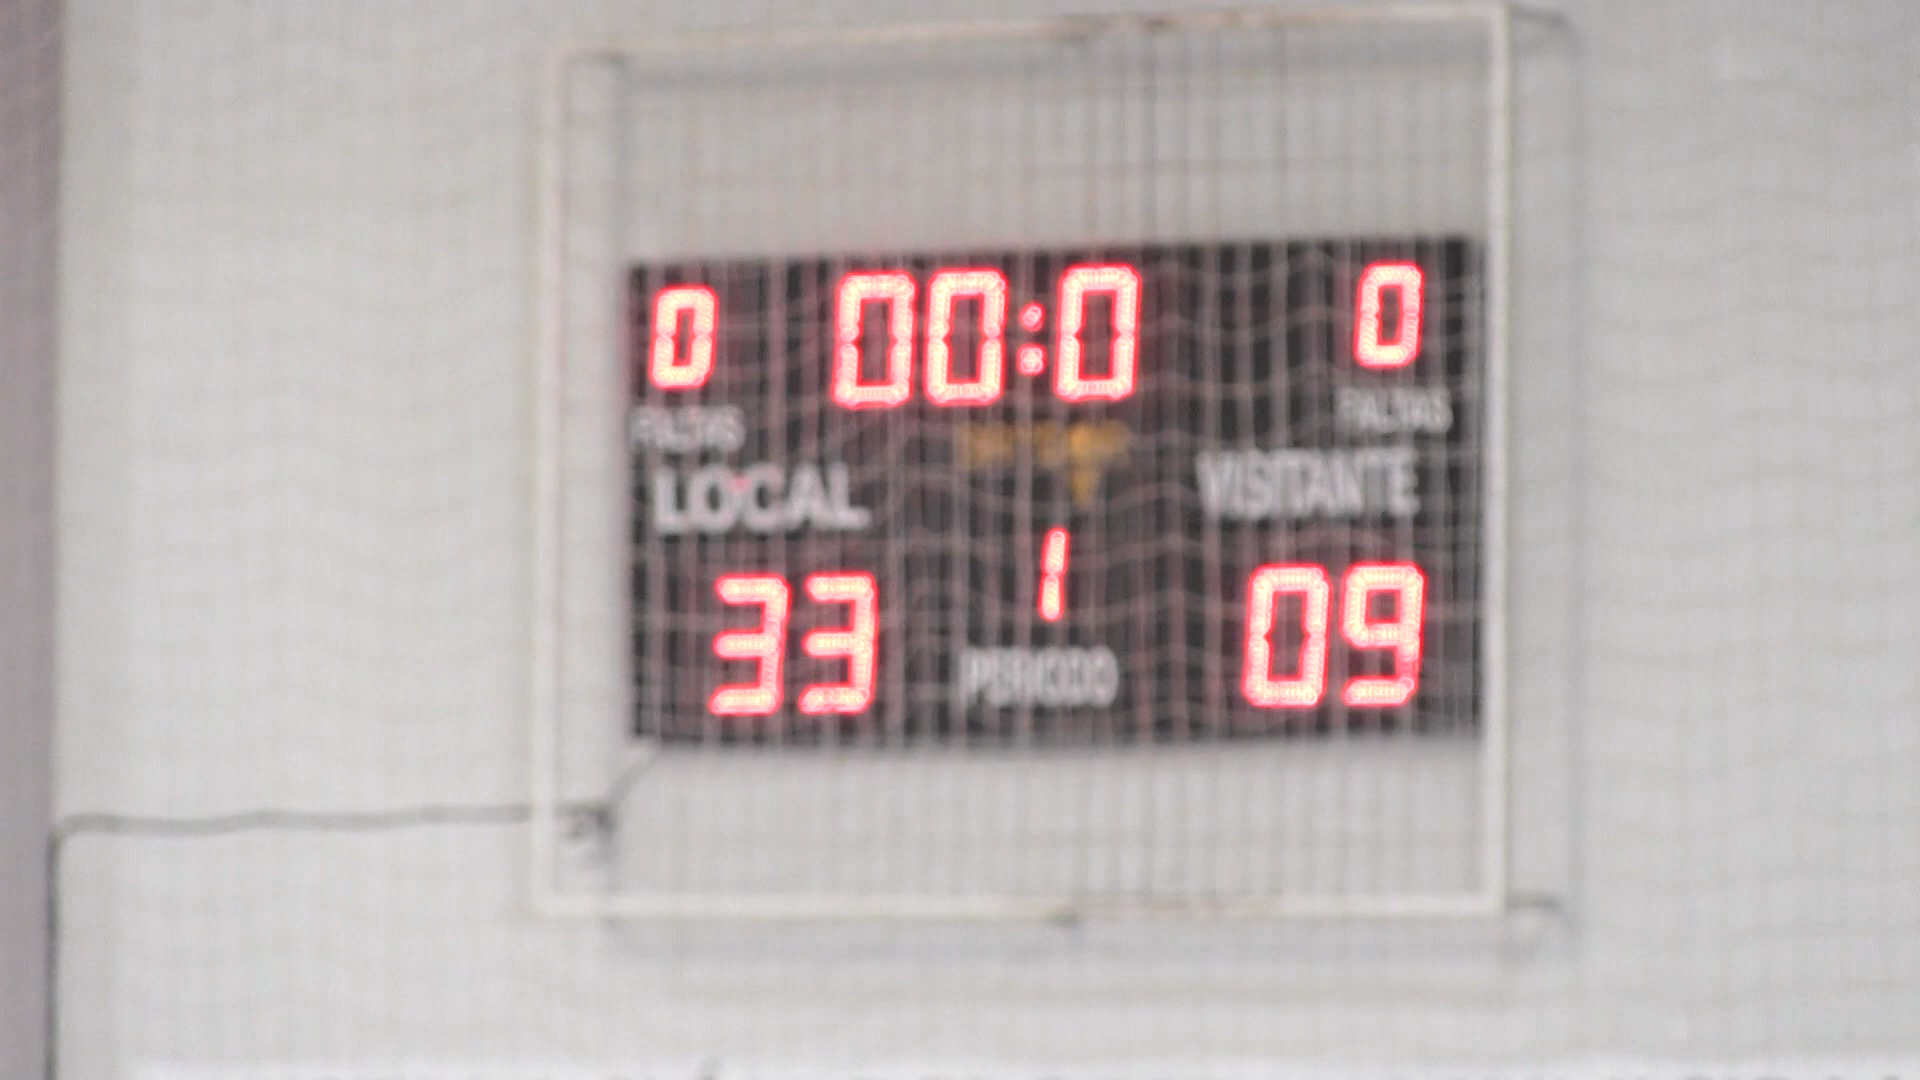 0 00:0 0
FALTAS FALTAS
LOCAL VISITANTE
1
33 09
PERIODO